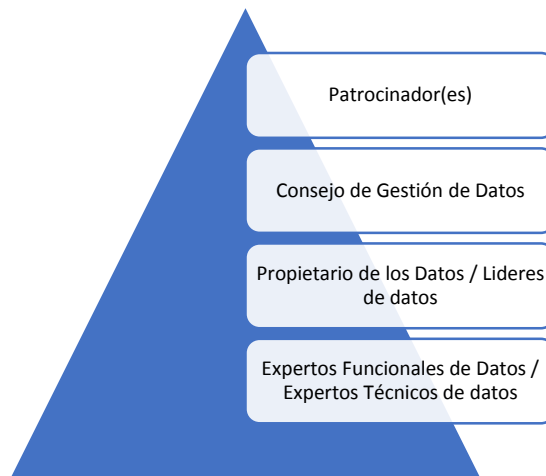 Patrocinador(es)
Consejo de Gestión de Datos
Propietario de los Datos / Lideres
de datos
Expertos Funcionales de Datos /
Expertos Técnicos de datos